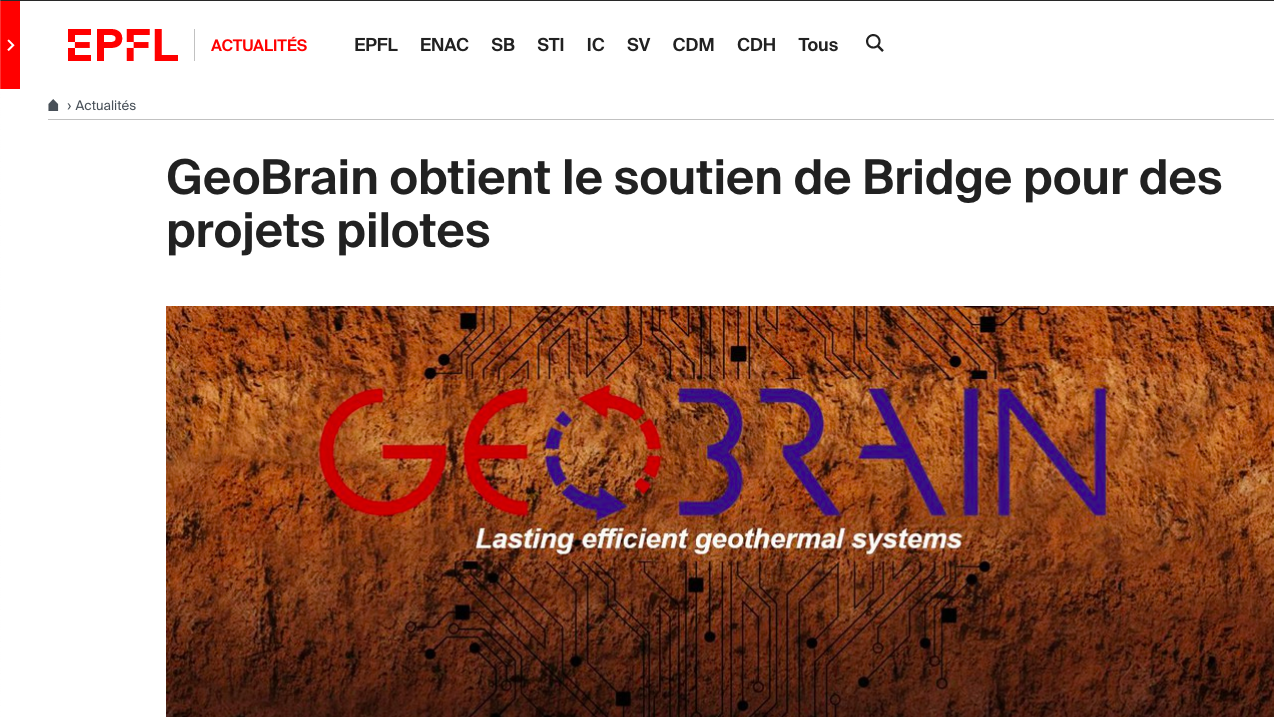 EPFL
ACTUALITÉS
EPFL ENAC SB STI IC SV CDM CDH Tous
› Actualités
GeoBrain obtient le soutien de Bridge pour des
projets pilotes
GEOBRAIN
Lasting efficient geothermal systems